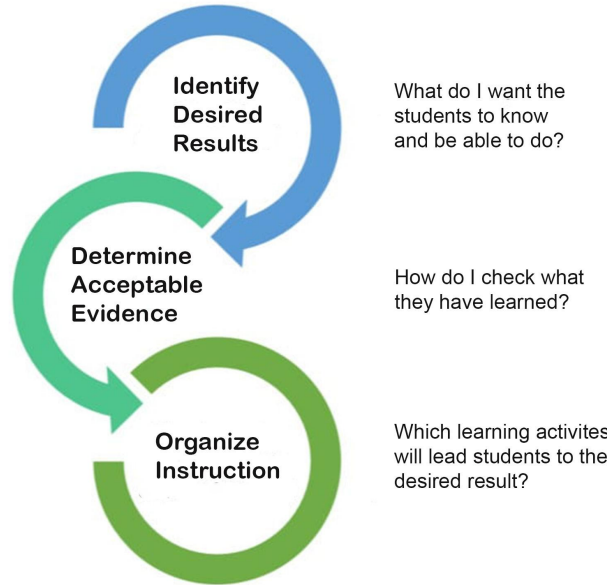 Identify
Desired
Results
What do I want the
students to know
and be able to do?
Determine
Acceptable
Evidence
How do I check what
they have learned?
Organize
Instruction
Which learning activites
will lead students to the
desired result?